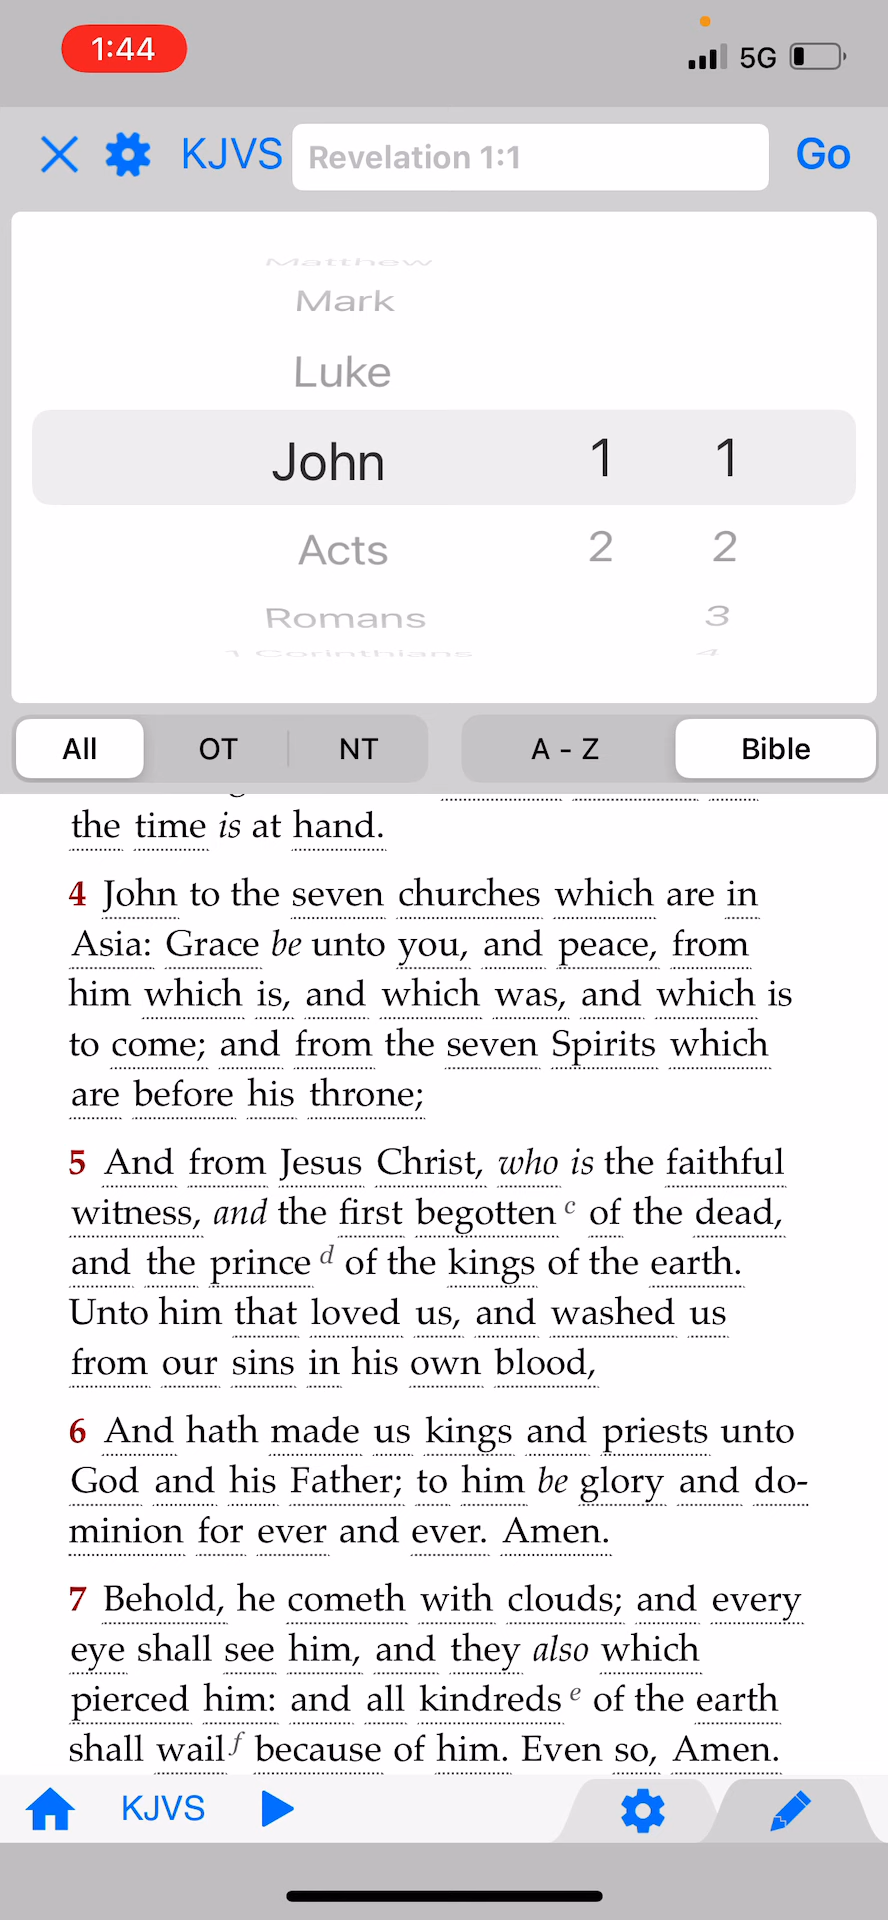 1:44 5G
KJVS Revelation 1:1 Go
Matthew
Mark
Luke
John 1 1
Acts 2 2
Romans 3
1 Corinthians 4
All OT NT A - Z Bible
the time is at hand.
4 John to the seven churches which are in
Asia: Grace be unto you, and peace, from
him which is, and which was, and which is
to come; and from the seven Spirits which
are before his throne;
5 And from Jesus Christ, who is the faithful
witness, and the first begotten c of the dead,
and the prince d of the kings of the earth.
Unto him that loved us, and washed us
from our sins in his own blood,
6 And hath made us kings and priests unto
God and his Father; to him be glory and do-
minion for ever and ever. Amen.
7 Behold, he cometh with clouds; and every
eye shall see him, and they also which
pierced him: and all kindreds e of the earth
shall wail f because of him. Even so, Amen.
KJVS